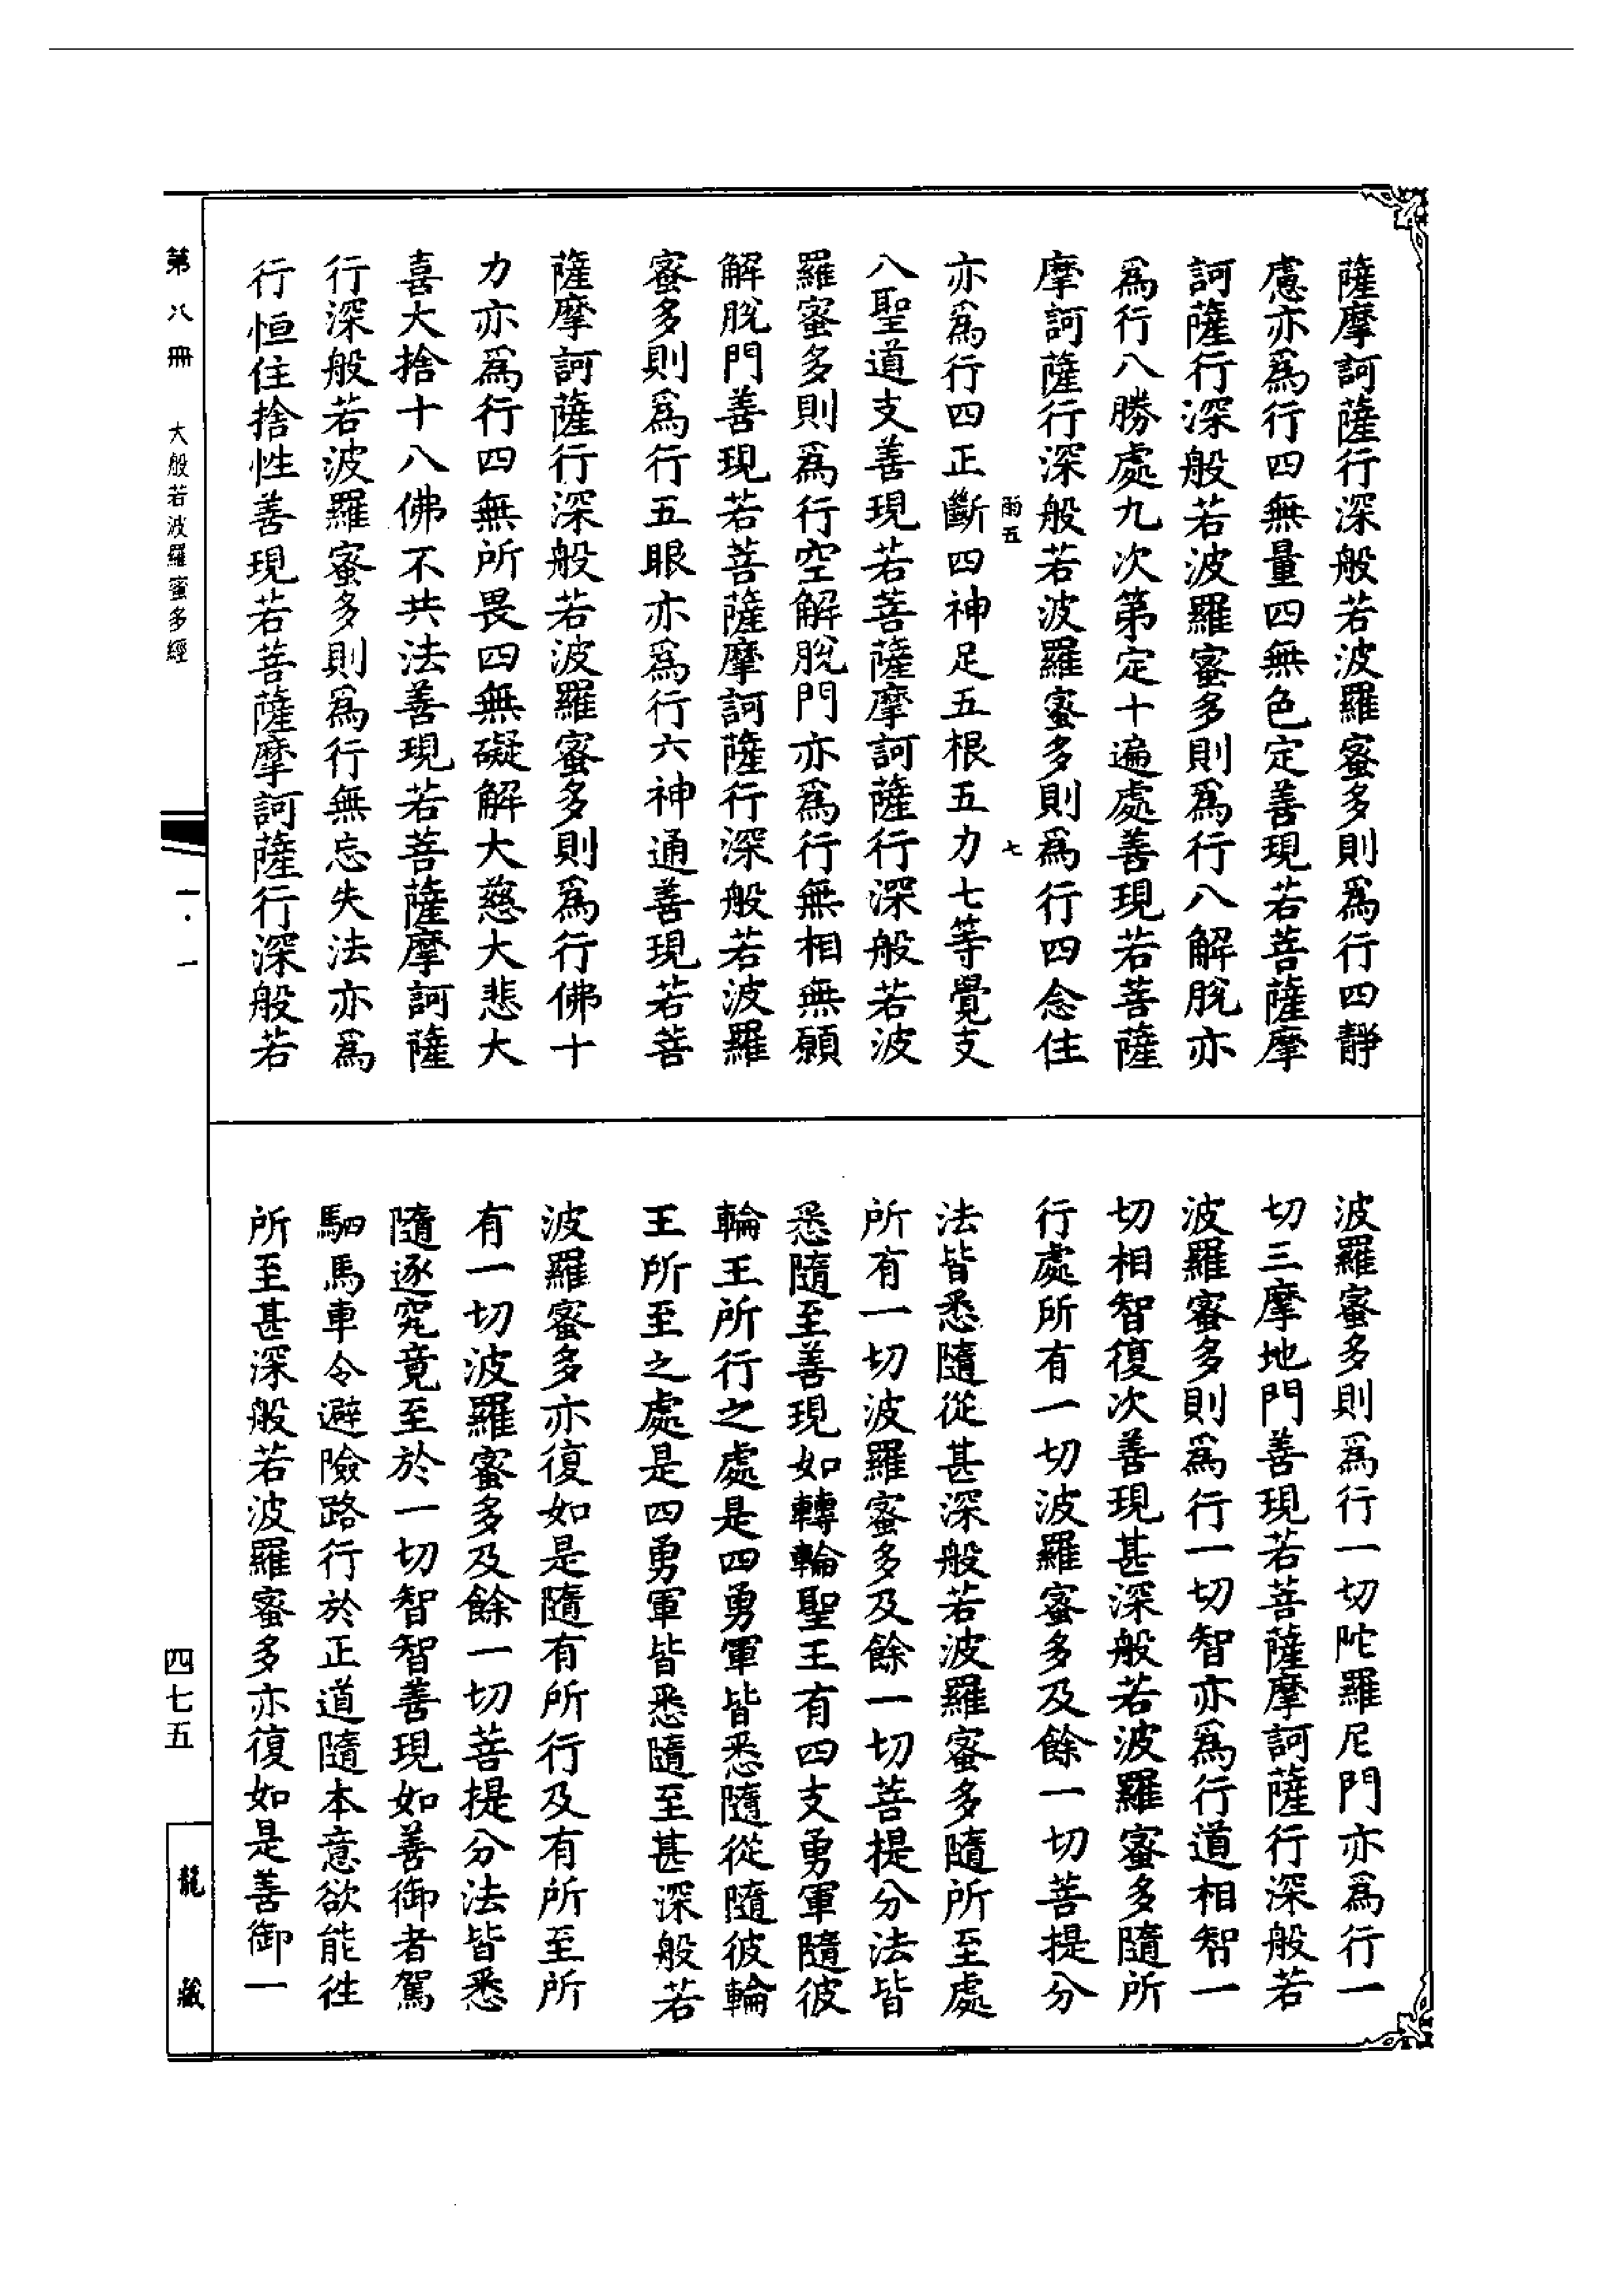 薩摩訶薩行深般若波羅蜜多則爲行四靜
慮亦爲行四無量四無色定善現若菩薩摩
訶薩行深般若波羅蜜多則爲行八解脫亦
爲行八勝處九次第定十遍處善現若菩薩
摩訶薩行深般若波羅蜜多則爲行四念住
雨五 七
亦爲行四正斷四神足五根五力七等覺支
八聖道支善現若菩薩摩訶薩行深般若波
羅蜜多則爲行空解脫門亦爲行無相無願
解脫門善現若菩薩摩訶薩行深般若波羅
蜜多則爲行五眼亦爲行六神通善現若菩
薩摩訶薩行深般若波羅蜜多則爲行佛十
力亦爲行四無所畏四無礙解大慈大悲大
喜大捨十八佛不共法善現若菩薩摩訶薩
行深般若波羅蜜多則爲行無忘失法亦爲
行恒住捨性善現若菩薩摩訶薩行深般若
波羅蜜多則爲行一切陀羅尼門亦爲行一
切三摩地門善現若菩薩摩訶薩行深般若
波羅蜜多則爲行一切智亦爲行道相智一
切相智復次善現甚深般若波羅蜜多隨所
行處所有一切波羅蜜多及餘一切菩提分
法皆悉隨從甚深般若波羅蜜多隨所至處
所有一切波羅蜜多及餘一切菩提分法皆
悉隨至善現如轉輪聖王有四支勇軍隨彼
輪王所行之處是四勇軍皆悉隨從隨彼輪
王所至之處是四勇軍皆悉隨至甚深般若
波羅蜜多亦復如是隨有所行及有所至所
有一切波羅蜜多及餘一切菩提分法皆悉
隨逐究竟至於一切智智善現如善御者駕
駟馬車令避險路行於正道隨本意欲能往
所至甚深般若波羅蜜多亦復如是善御一
第八冊 大般若波羅蜜多經 一·一 四七五 龍藏